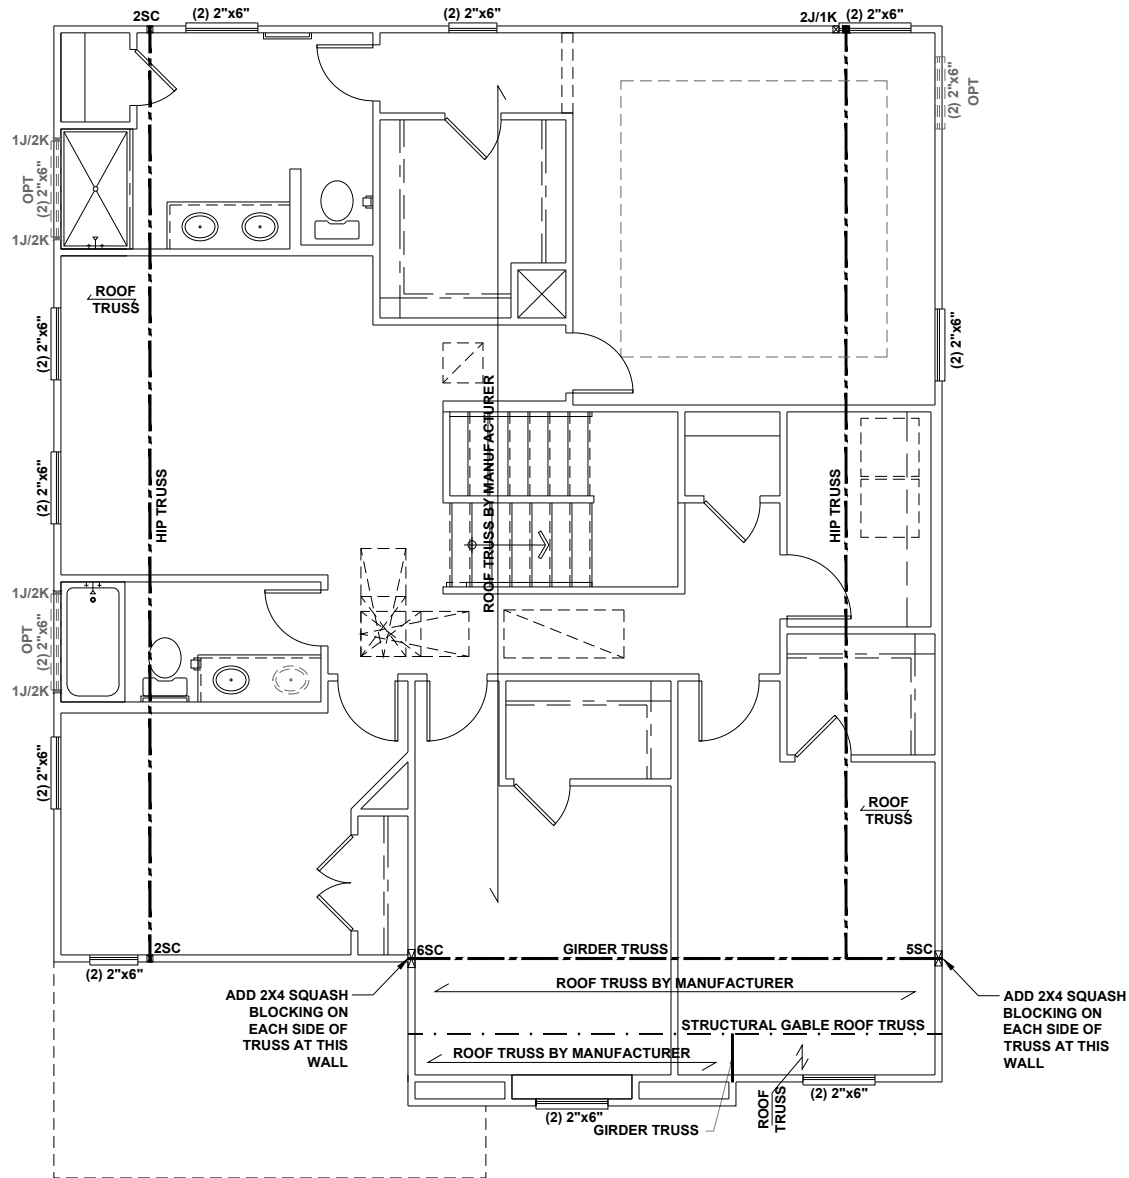 2SC
(2) 2"x6"
(2) 2"x6"
2J/1K
(2) 2"x6"
(2) 2"x6"
OPT
1J/2K
OPT
(2) 2"x6"
1J/2K
ROOF
TRUSS
(2) 2"x6"
(2) 2"x6"
ROOF TRUSS BY MANUFACTURER
(2) 2"x6"
HIP TRUSS
HIP TRUSS
1J/2K
OPT
(2) 2"x6"
1J/2K
(2) 2"x6"
ROOF
TRUSS
2SC
(2) 2"x6"
6SC
GIRDER TRUSS
5SC
ADD 2X4 SQUASH
BLOCKING ON
EACH SIDE OF
TRUSS AT THIS
WALL
ROOF TRUSS BY MANUFACTURER
ADD 2X4 SQUASH
BLOCKING ON
EACH SIDE OF
TRUSS AT THIS
WALL
STRUCTURAL GABLE ROOF TRUSS
ROOF TRUSS BY MANUFACTURER
(2) 2"x6"
GIRDER TRUSS
ROOF
TRUSS
(2) 2"x6"